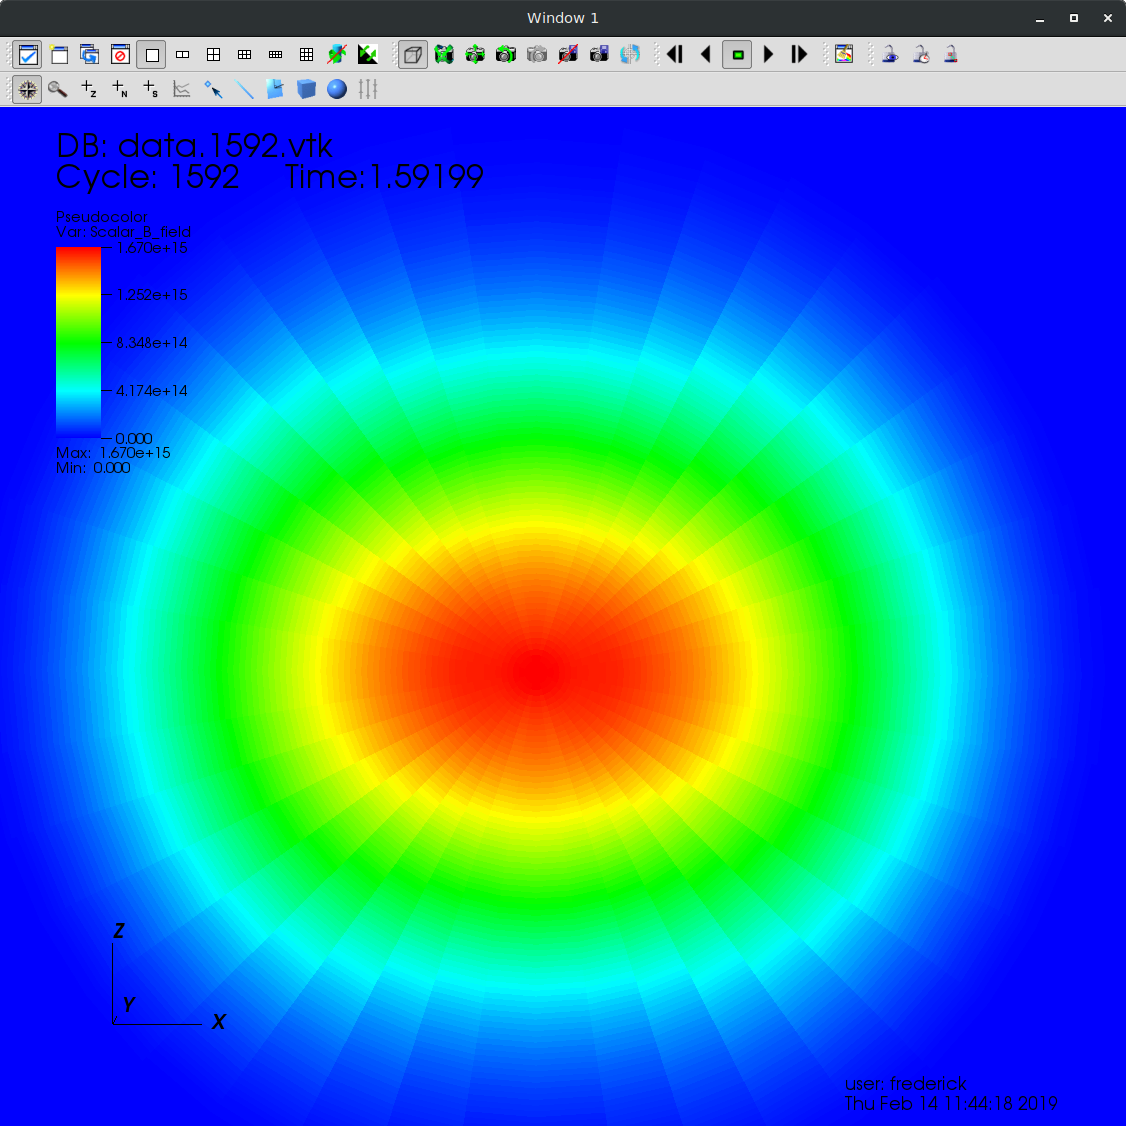 Window 1
DB: data.1592.vtk
Cycle: 1592 Time:1.59199
Pseudocolor
Var: Scalar_B_field
1.670e+15
1.252e+15
8.348e+14
4.174e+14
0.000
Max: 1.670e+15
Min: 0.000
Z
Y
X
user: frederick
Thu Feb 14 11:44:18 2019